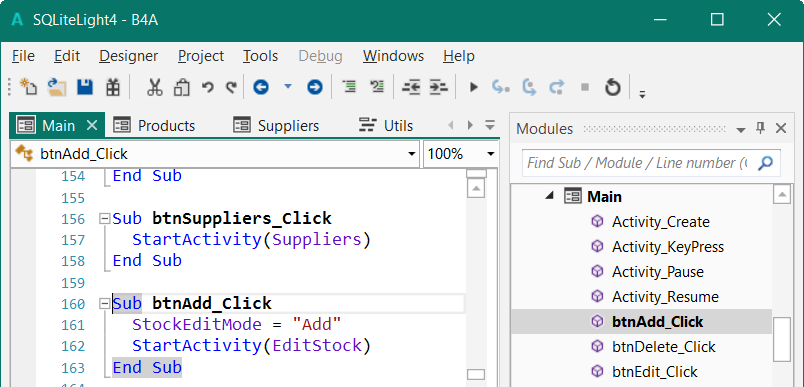 A SQLiteLight4 - B4A
File Edit Designer Project Tools Debug Windows Help
Main Products Suppliers Utils
btnAdd_Click 100%
154 End Sub
155
156 Sub btnSuppliers_Click
157 StartActivity(Suppliers)
158 End Sub
159
160 Sub btnAdd_Click
161 StockEditMode = "Add"
162 StartActivity(EditStock)
163 End Sub
Modules
Find Sub / Module / Line number (
Main
Activity_Create
Activity_KeyPress
Activity_Pause
Activity_Resume
btnAdd_Click
btnDelete_Click
btnEdit_Click